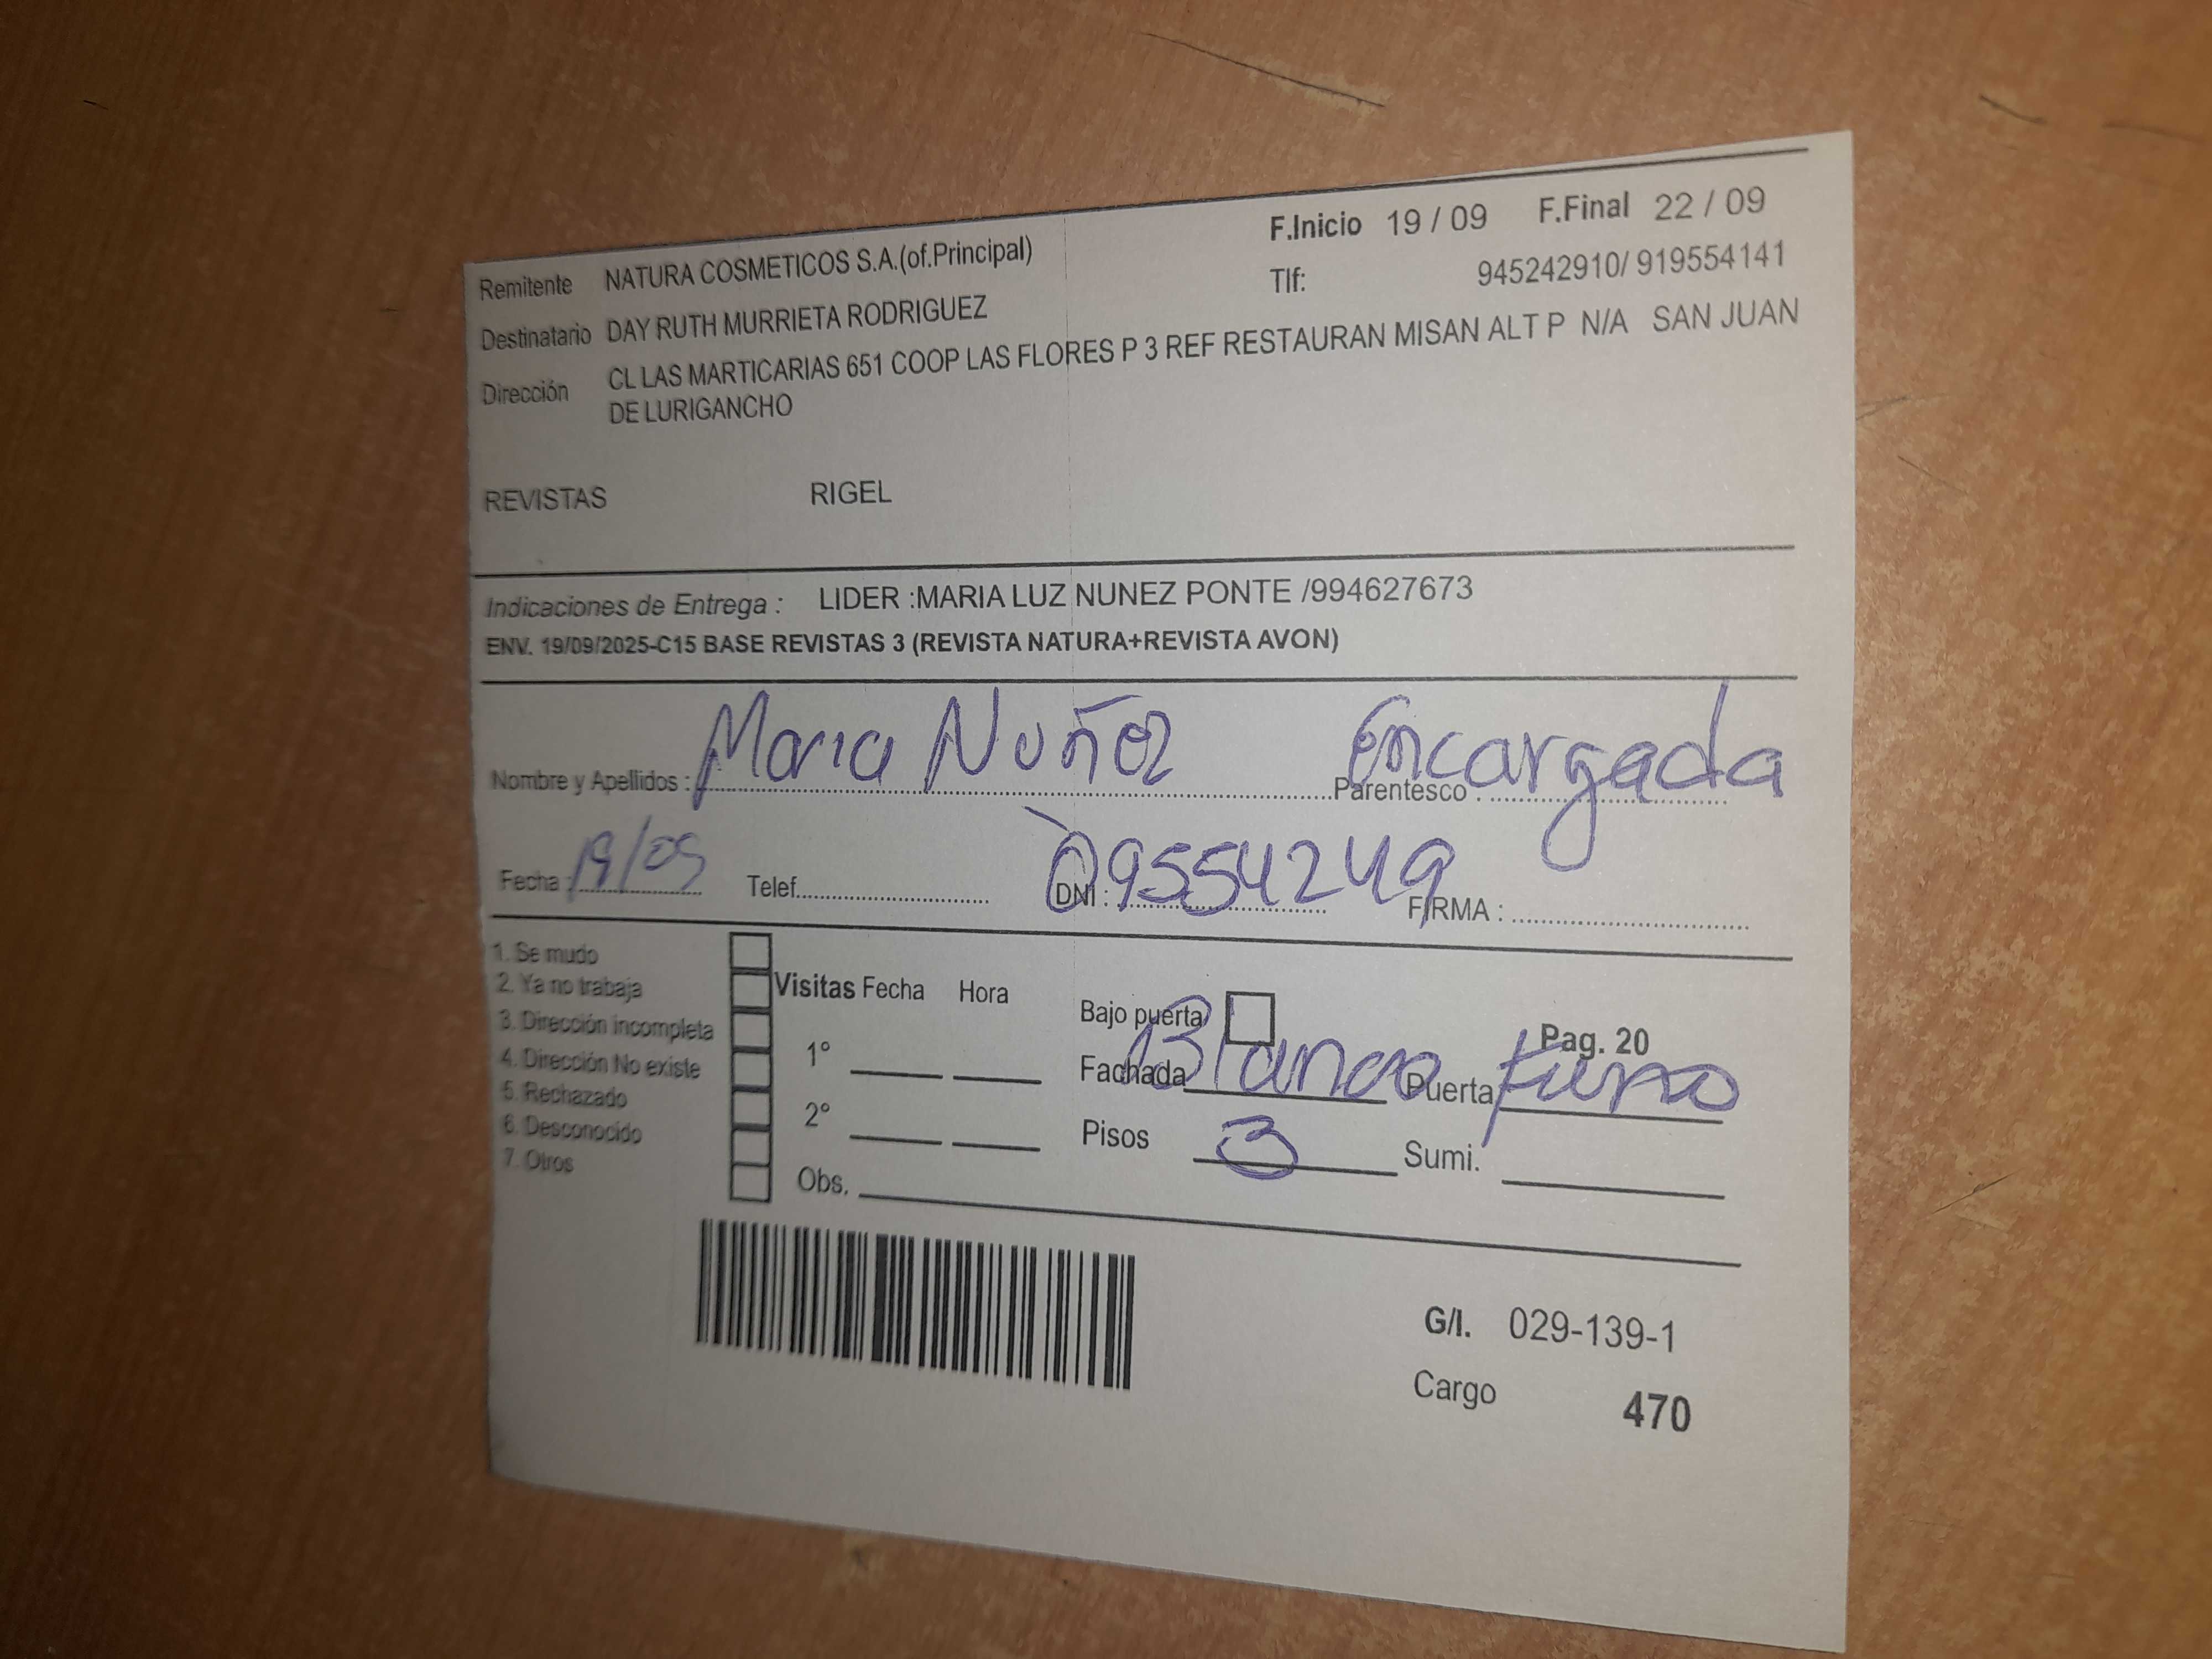 F.Inicio 19 / 09 F.Final 22 / 09
Remitente NATURA COSMETICOS S.A.(of.Principal)
Tlf: 945242910/ 919554141
Destinatario DAY RUTH MURRIETA RODRIGUEZ
Dirección CL LAS MARTICARIAS 651 COOP LAS FLORES P 3 REF RESTAURAN MISAN ALT P N/A SAN JUAN
DE LURIGANCHO
REVISTAS RIGEL
Indicaciones de Entrega : LIDER :MARIA LUZ NUNEZ PONTE /994627673
ENV. 19/09/2025-C15 BASE REVISTAS 3 (REVISTA NATURA+REVISTA AVON)
Nombre y Apellidos : Maria Nuñez Parentesco : Encargada
Fecha : 19/09 Telef. DNI : 09554249 FIRMA :
1. Se mudo
2. Ya no trabaja
3. Dirección incompleta
4. Dirección No existe
5. Rechazado
6. Desconocido
7. Otros
Visitas Fecha Hora
1°
2°
Obs.
Bajo puerta
Pag. 20
Fachada Blanco Puerta
Pisos 3 Sumi.
G/I. 029-139-1
Cargo 470